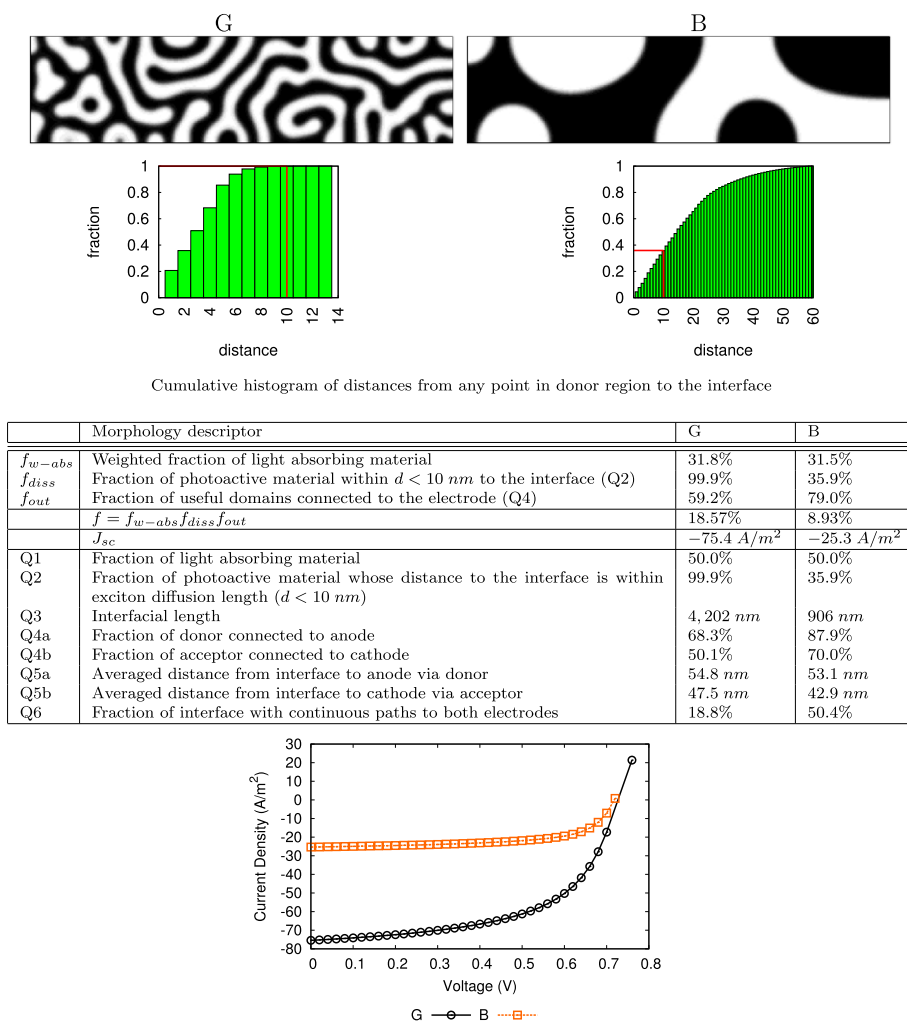 G B
1
0.8
0.6
0.4
0.2
0
fraction
0 2 4 6 8 10 12 14
distance
1
0.8
0.6
0.4
0.2
0
fraction
0 10 20 30 40 50 60
distance
Cumulative histogram of distances from any point in donor region to the interface
Morphology descriptor G B
f_{w−abs} Weighted fraction of light absorbing material 31.8% 31.5%
f_{diss} Fraction of photoactive material within d < 10 nm to the interface (Q2) 99.9% 35.9%
f_{out} Fraction of useful domains connected to the electrode (Q4) 59.2% 79.0%
f = f_{w−abs}f_{diss}f_{out} 18.57% 8.93%
J_{sc} −75.4 A/m² −25.3 A/m²
Q1 Fraction of light absorbing material 50.0% 50.0%
Q2 Fraction of photoactive material whose distance to the interface is within 99.9% 35.9%
exciton diffusion length (d < 10 nm)
Q3 Interfacial length 4,202 nm 906 nm
Q4a Fraction of donor connected to anode 68.3% 87.9%
Q4b Fraction of acceptor connected to cathode 50.1% 70.0%
Q5a Averaged distance from interface to anode via donor 54.8 nm 53.1 nm
Q5b Averaged distance from interface to cathode via acceptor 47.5 nm 42.9 nm
Q6 Fraction of interface with continuous paths to both electrodes 18.8% 50.4%
30
20
10
0
-10
-20
-30
-40
-50
-60
-70
-80
Current Density (A/m²)
0 0.1 0.2 0.3 0.4 0.5 0.6 0.7 0.8
Voltage (V)
G B